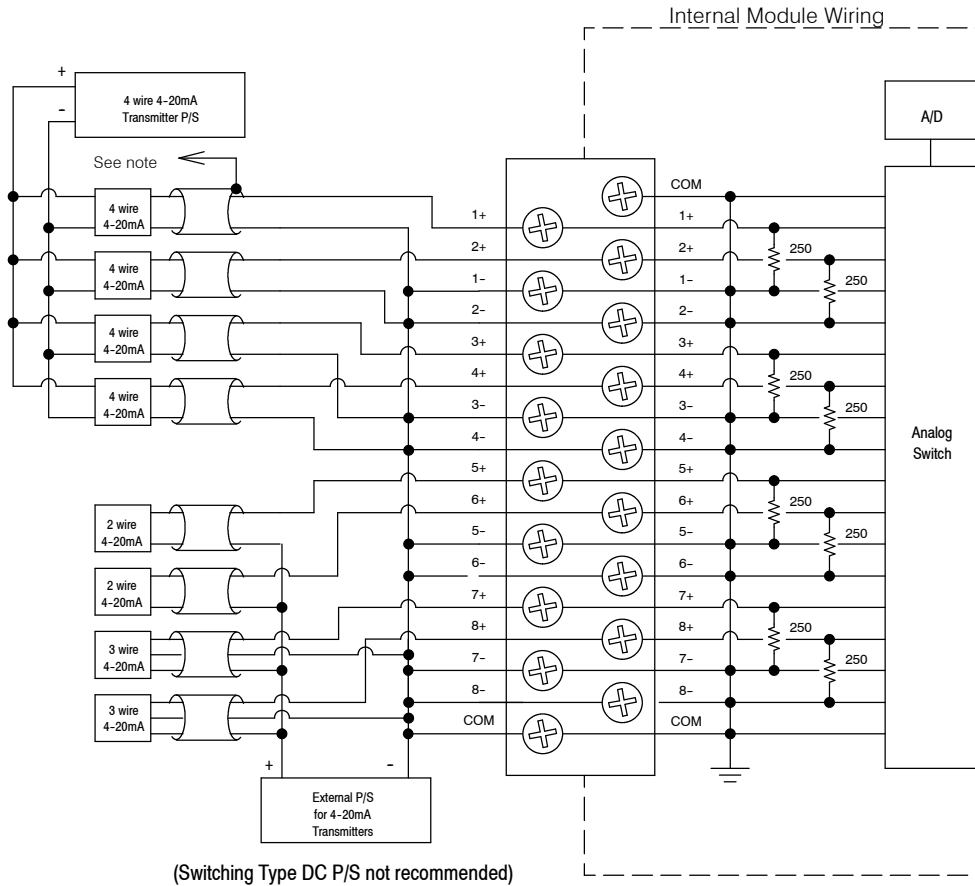 Internal Module Wiring
+
-
4 wire 4-20mA
Transmitter P/S
A/D
See note
COM
4 wire
4-20mA
1+
1+
250
2+
2+
4 wire
4-20mA
1-
1-
250
2-
2-
4 wire
4-20mA
3+
3+
250
4+
4+
4 wire
4-20mA
3-
3-
250
4-
4-
Analog
Switch
5+
5+
250
6+
6+
2 wire
4-20mA
5-
5-
250
6-
6-
2 wire
4-20mA
7+
7+
250
8+
8+
3 wire
4-20mA
7-
7-
250
8-
8-
3 wire
4-20mA
COM
COM
+
-
External P/S
for 4-20mA
Transmitters
(Switching Type DC P/S not recommended)